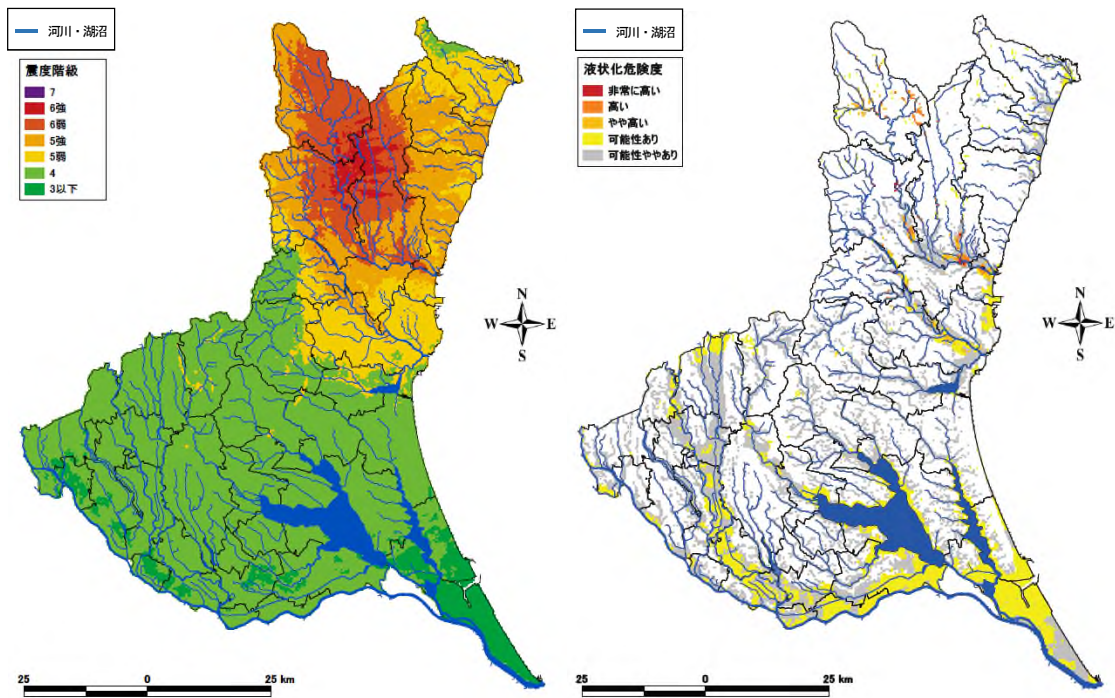 河川・湖沼
震度階級
7
6強
6弱
5強
5弱
4
3以下
N
W E
S
25 0 25 km
河川・湖沼
液状化危険度
非常に高い
高い
やや高い
可能性あり
可能性ややあり
N
W E
S
25 0 25 km